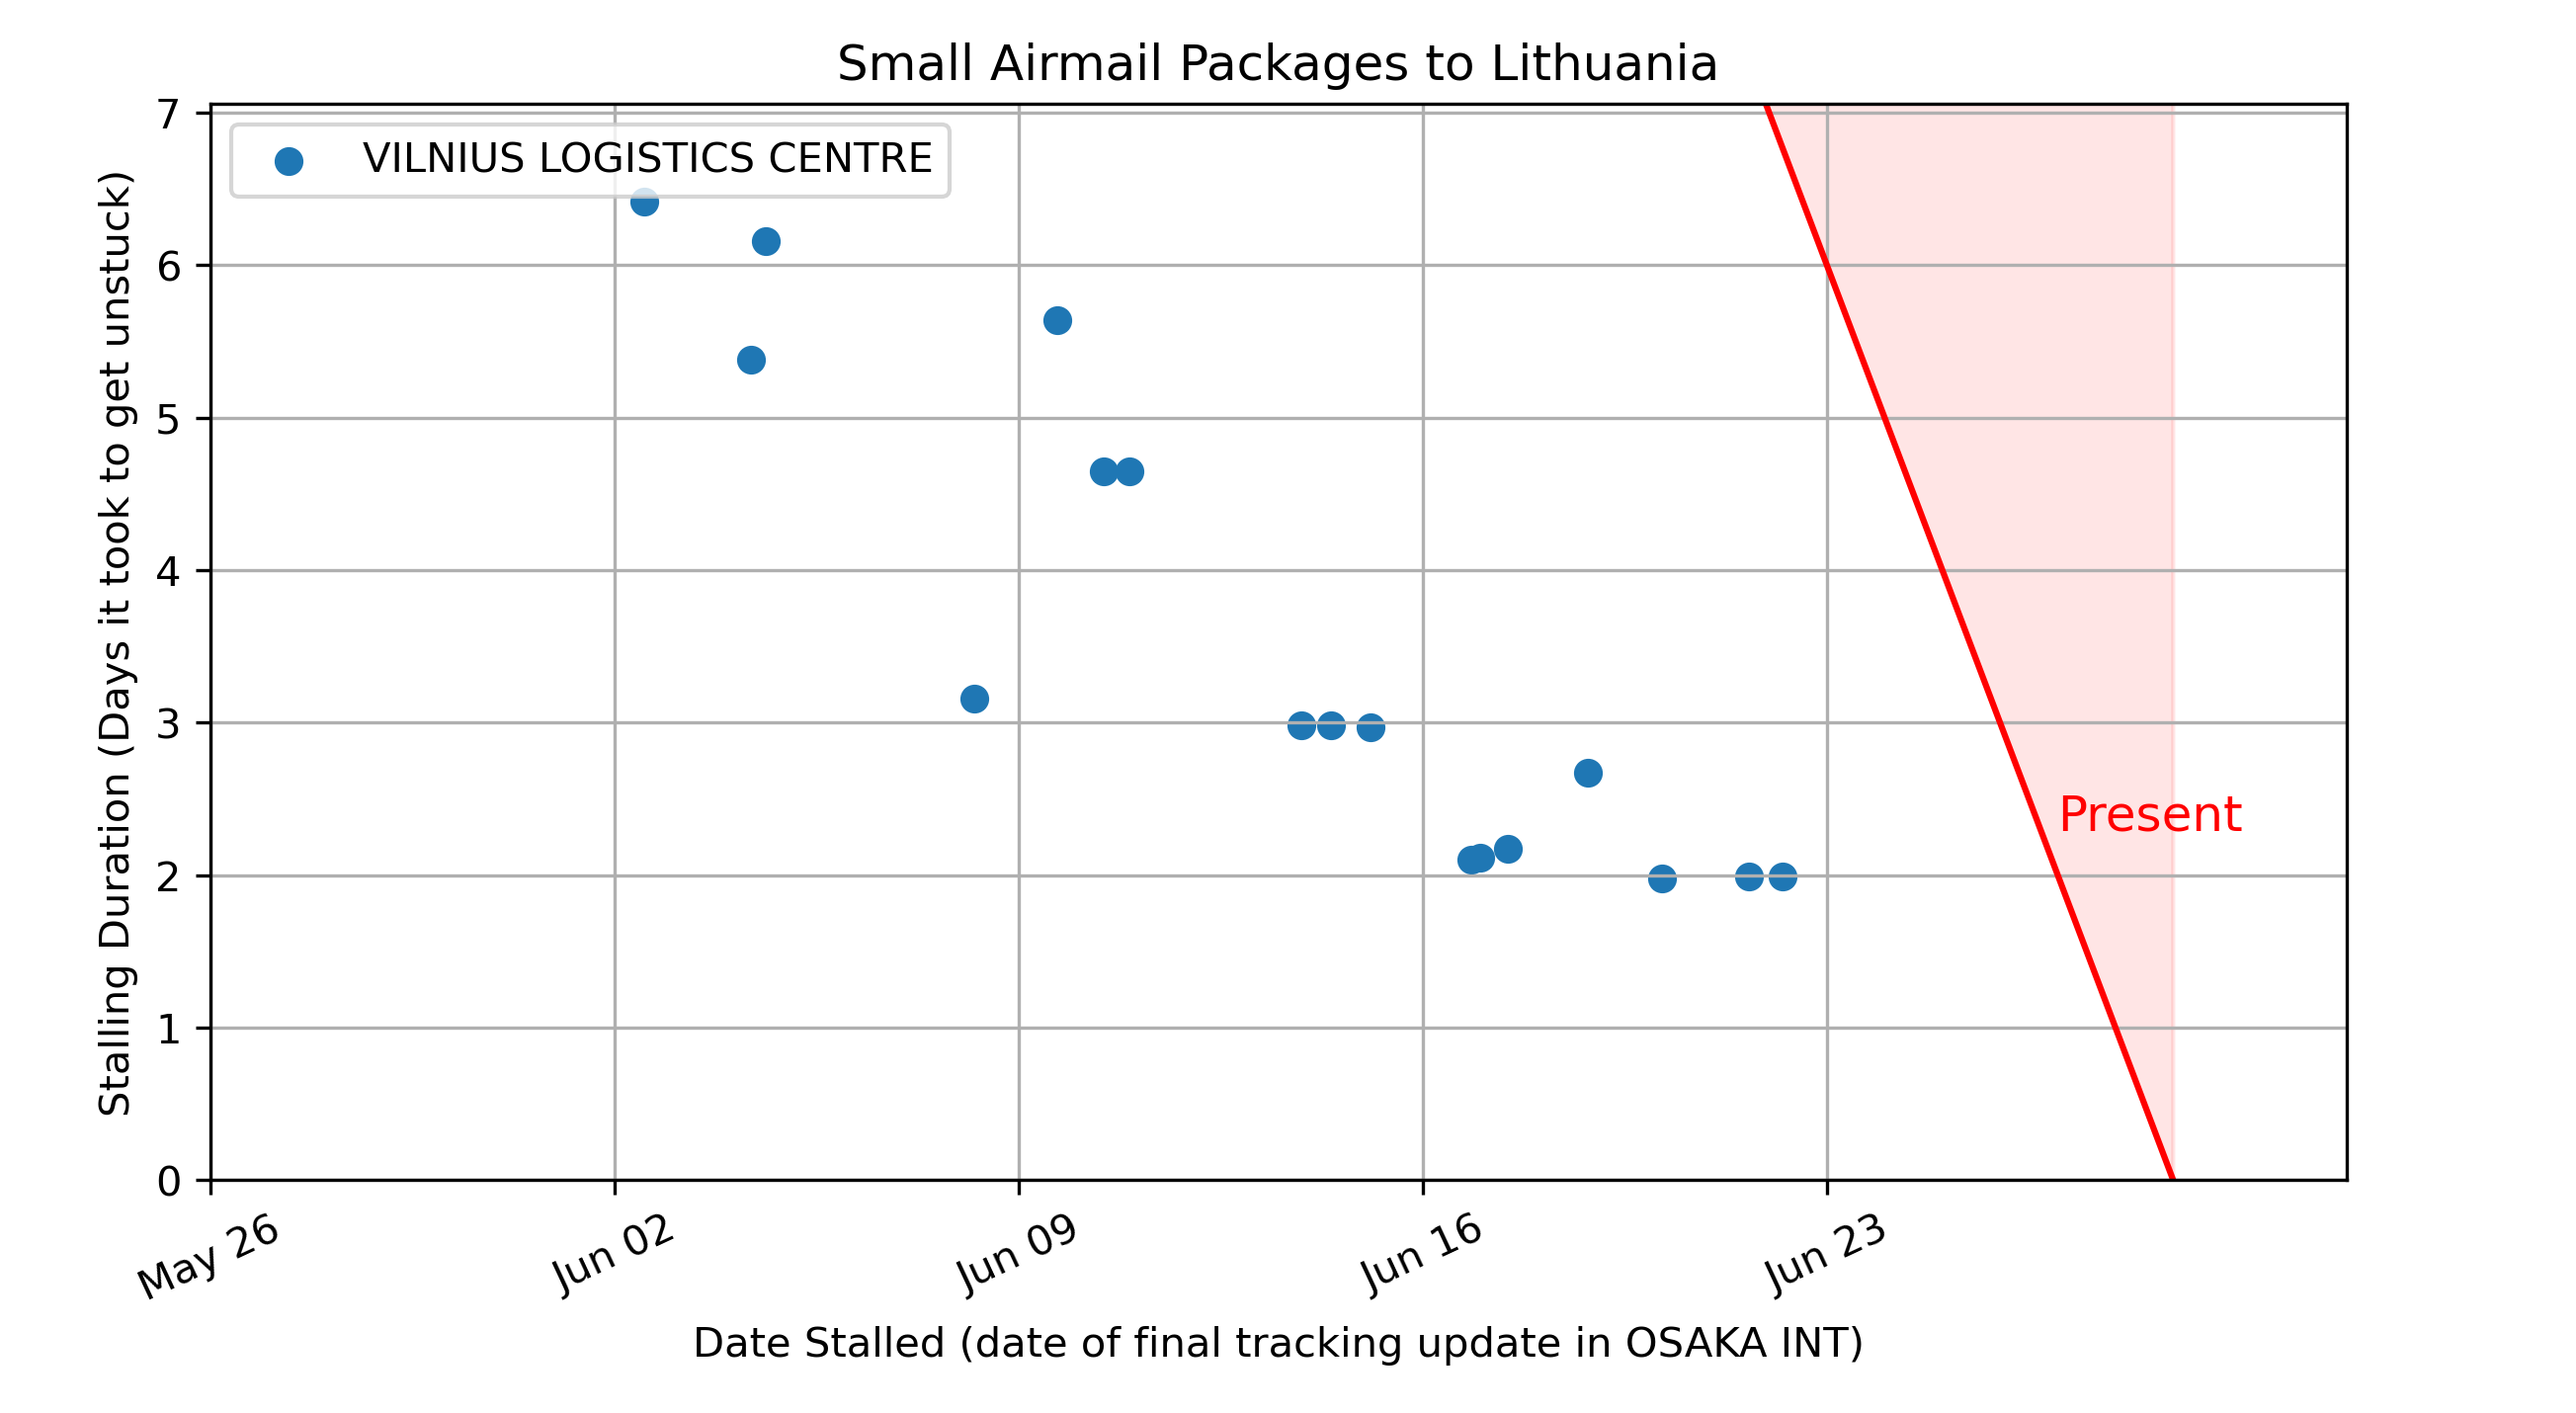 Small Airmail Packages to Lithuania
VILNIUS LOGISTICS CENTRE
Stalling Duration (Days it took to get unstuck)
7
6
5
4
3
2
1
0
Present
May 26
Jun 02
Jun 09
Jun 16
Jun 23
Date Stalled (date of final tracking update in OSAKA INT)